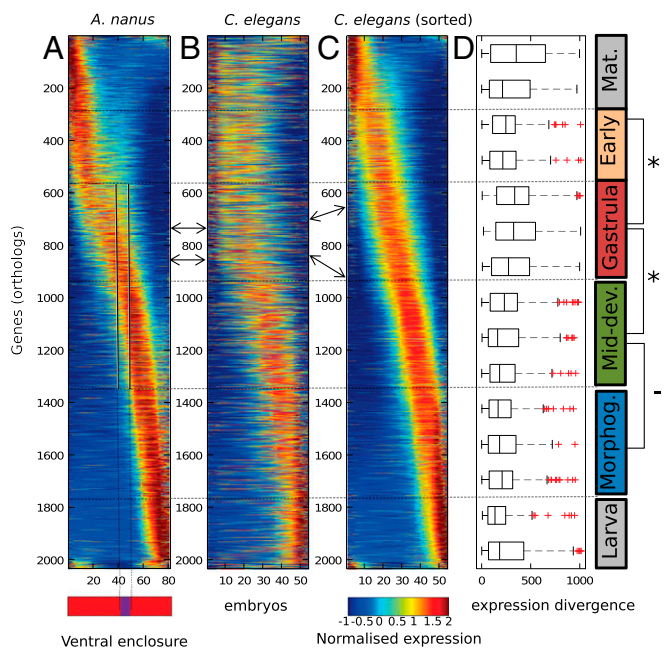 A. nanus
C. elegans
C. elegans (sorted)
A
B
C
D
Genes (orthologs)
200
400
600
800
1000
1200
1400
1600
1800
2000
200
400
600
800
1000
1200
1400
1600
1800
2000
200
400
600
800
1000
1200
1400
1600
1800
2000
Mat.
Early
Gastrula
Mid-dev.
Morphog.
Larva
*
*
-
20 40 60 80
10 20 30 40 50
10 20 30 40 50
0 500 1000
embryos
expression divergence
-1 -0.5 0 0.5 1 1.5 2
Ventral enclosure
Normalised expression